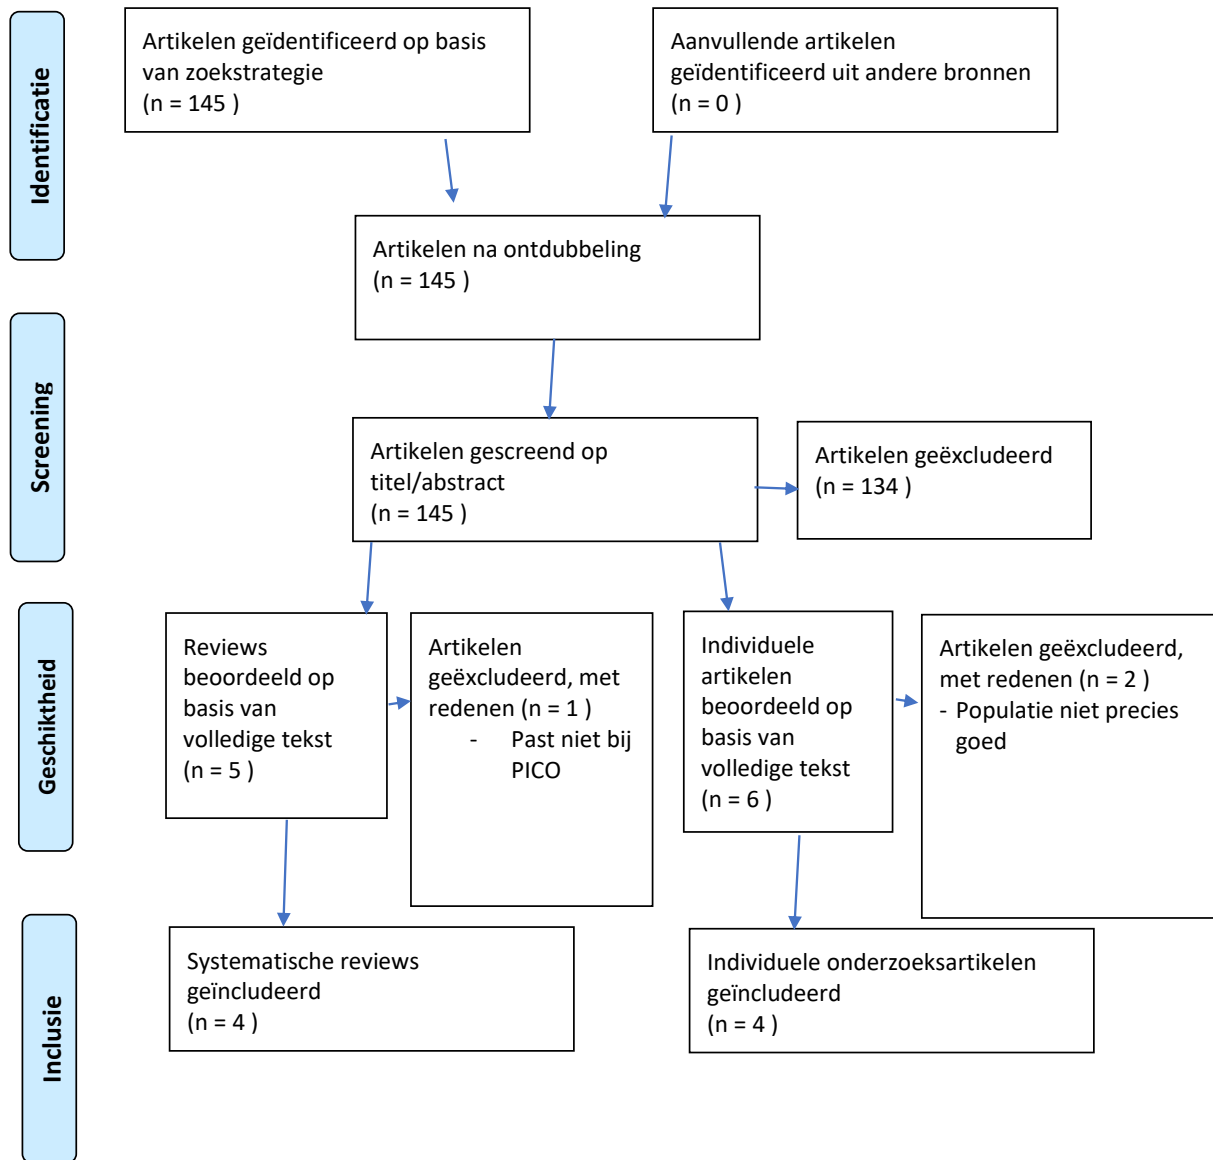 Identificatie
Artikelen geïdentificeerd op basis
van zoekstrategie
(n = 145 )
Aanvullende artikelen
geïdentificeerd uit andere bronnen
(n = 0 )
Artikelen na ontdubbeling
(n = 145 )
Screening
Artikelen gescreend op
titel/abstract
(n = 145 )
Artikelen geëxcludeerd
(n = 134 )
Geschiktheid
Reviews
beoordeeld op
basis van
volledige tekst
(n = 5 )
Artikelen
geëxcludeerd, met
redenen (n = 1 )
- Past niet bij
PICO
Individuele
artikelen
beoordeeld op
basis van
volledige tekst
(n = 6 )
Artikelen geëxcludeerd,
met redenen (n = 2 )
- Populatie niet precies
goed
Inclusie
Systematische reviews
geïncludeerd
(n = 4 )
Individuele onderzoeksartikelen
geïncludeerd
(n = 4 )